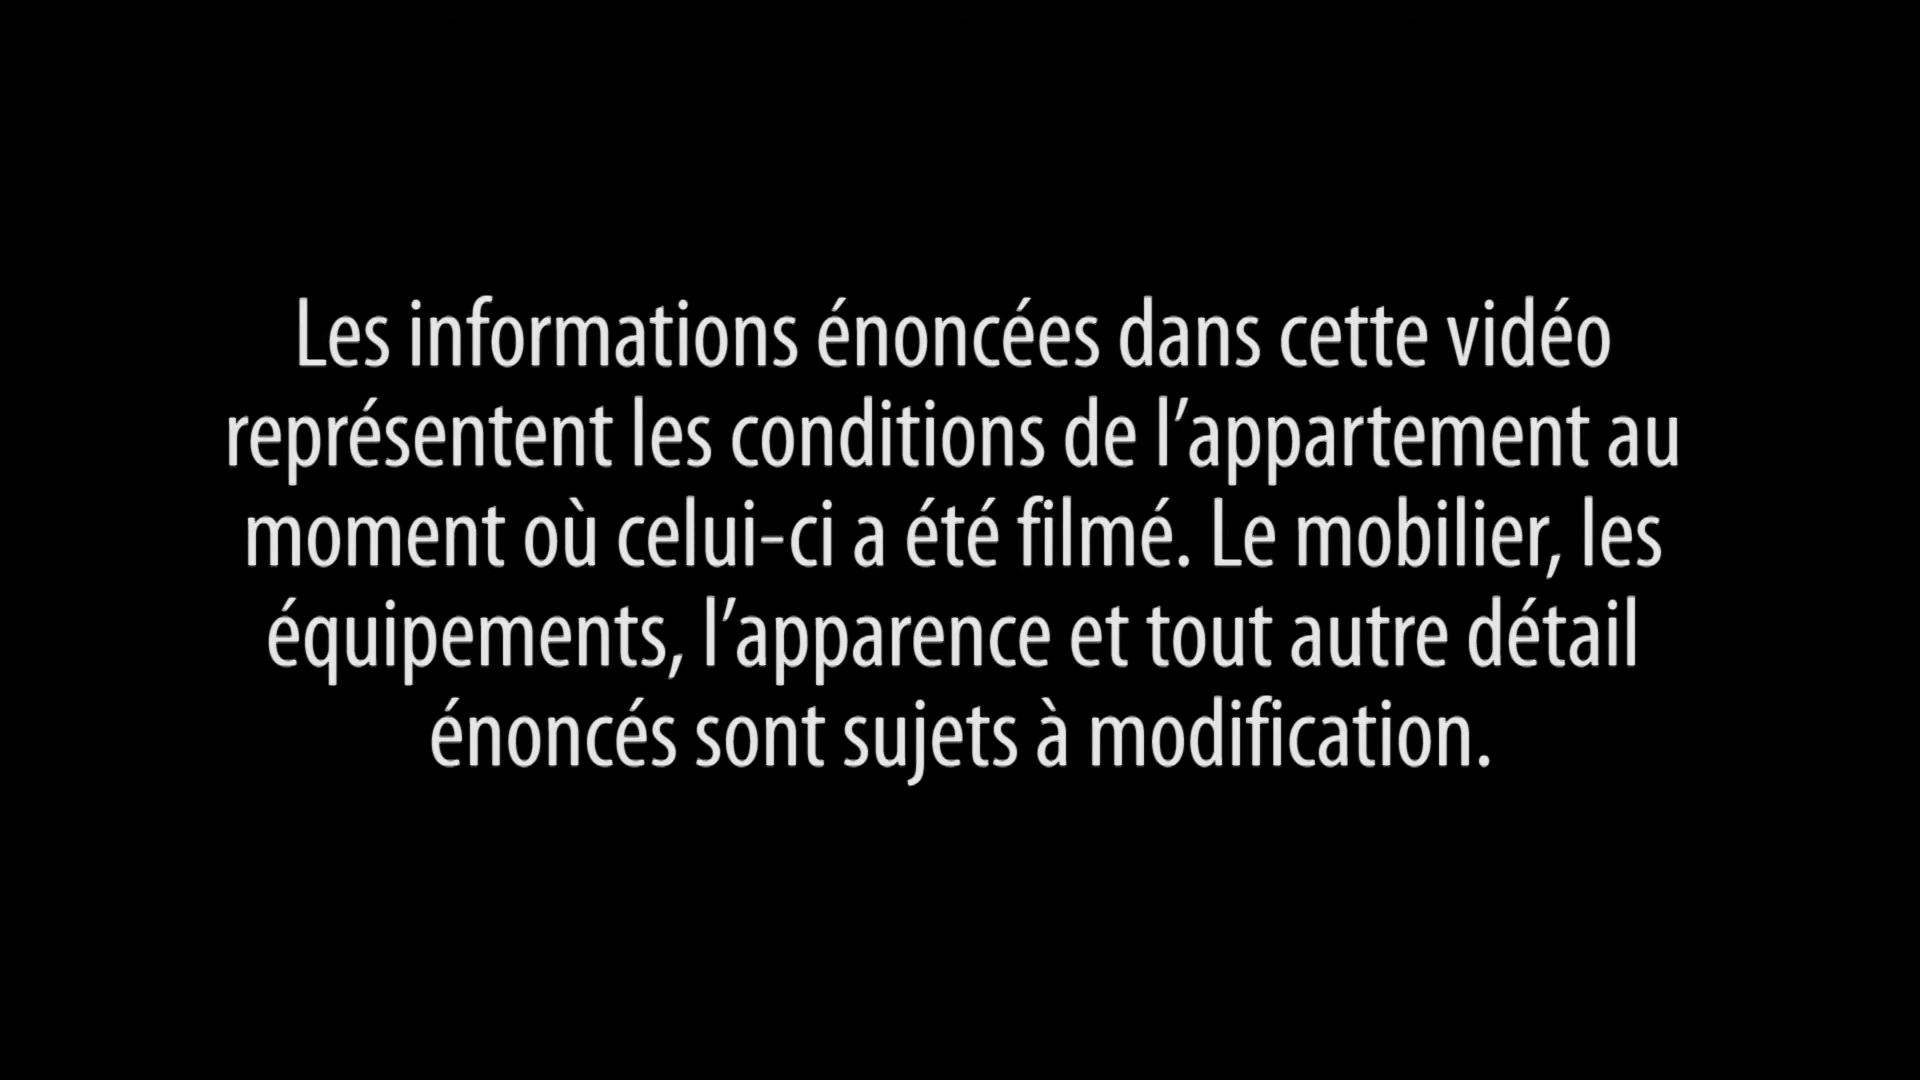 Les informations énoncées dans cette vidéo
représentent les conditions de l’appartement au
moment où celui-ci a été filmé. Le mobilier, les
équipements, l’apparence et tout autre détail
énoncés sont sujets à modification.